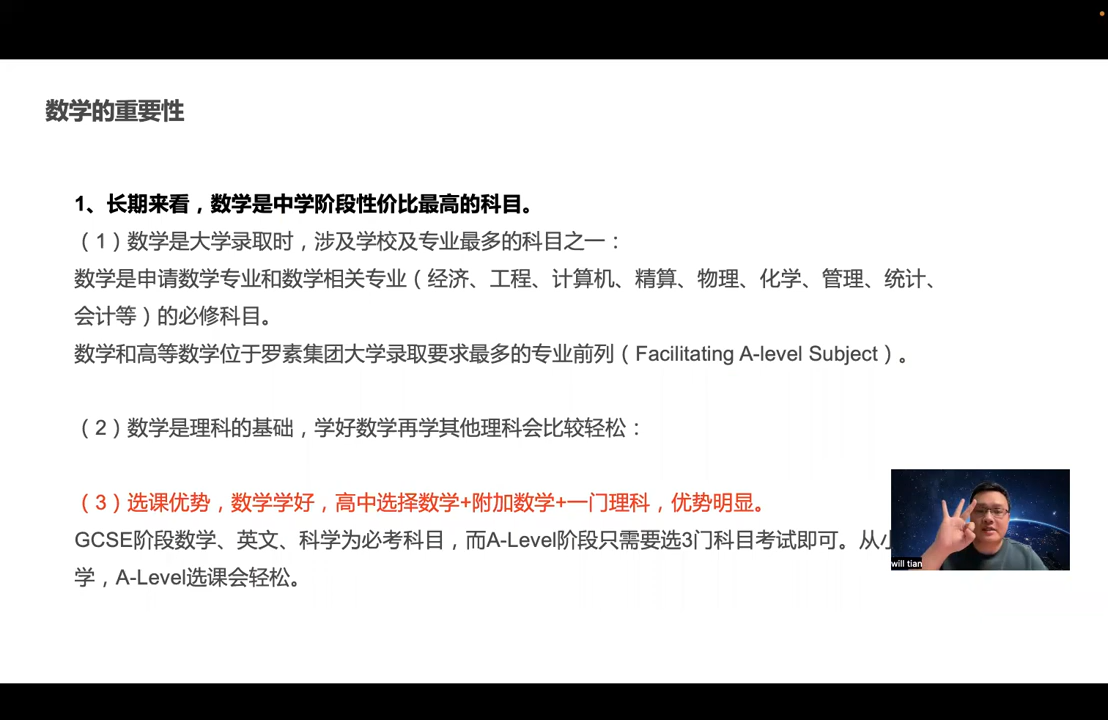 数学的重要性
1、长期来看，数学是中学阶段性价比最高的科目。
（1）数学是大学录取时，涉及学校及专业最多的科目之一：
数学是申请数学专业和数学相关专业（经济、工程、计算机、精算、物理、化学、管理、统计、
会计等）的必修科目。
数学和高等数学位于罗素集团大学录取要求最多的专业前列（Facilitating A-level Subject）。
（2）数学是理科的基础，学好数学再学其他理科会比较轻松：
（3）选课优势，数学学好，高中选择数学+附加数学+一门理科，优势明显。
GCSE阶段数学、英文、科学为必考科目，而A-Level阶段只需要选3门科目考试即可。从小
学，A-Level选课会轻松。
will tian